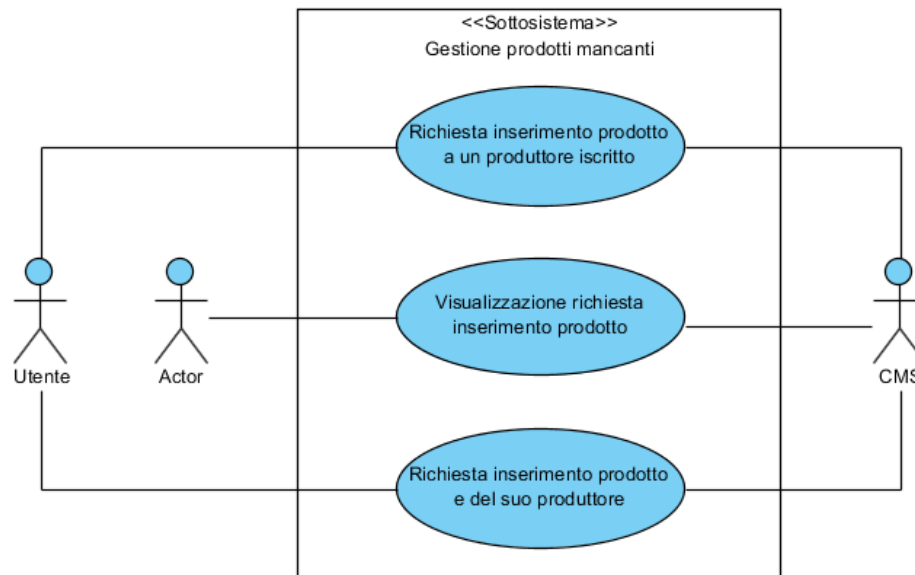 <<Sottosistema>>
Gestione prodotti mancanti
Richiesta inserimento prodotto
a un produttore iscritto
Visualizzazione richiesta
inserimento prodotto
Utente
Actor
CMS
Richiesta inserimento prodotto
e del suo produttore